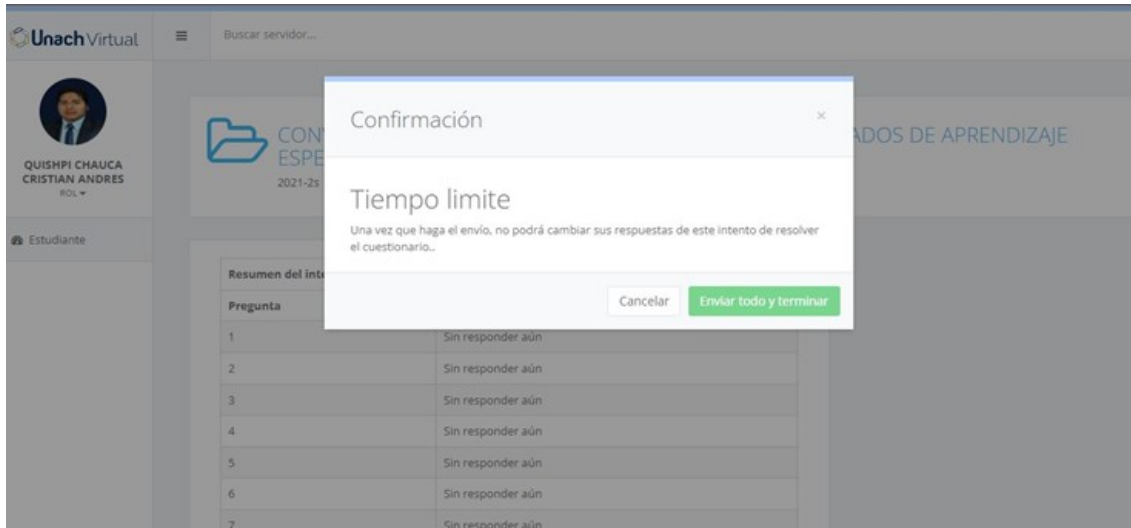 Unach Virtual
Buscar servidor...
QUISHPI CHAUCA
CRISTIAN ANDRES
ROL
Estudiante
CON
ESPE
ADOS DE APRENDIZAJE
2021-2s
Confirmación
×
Tiempo limite
Una vez que haga el envío, no podrá cambiar sus respuestas de este intento de resolver
el cuestionario..
Cancelar
Enviar todo y terminar
Resumen del inte
Pregunta
1 Sin responder aún
2 Sin responder aún
3 Sin responder aún
4 Sin responder aún
5 Sin responder aún
6 Sin responder aún
7 Sin responder aún